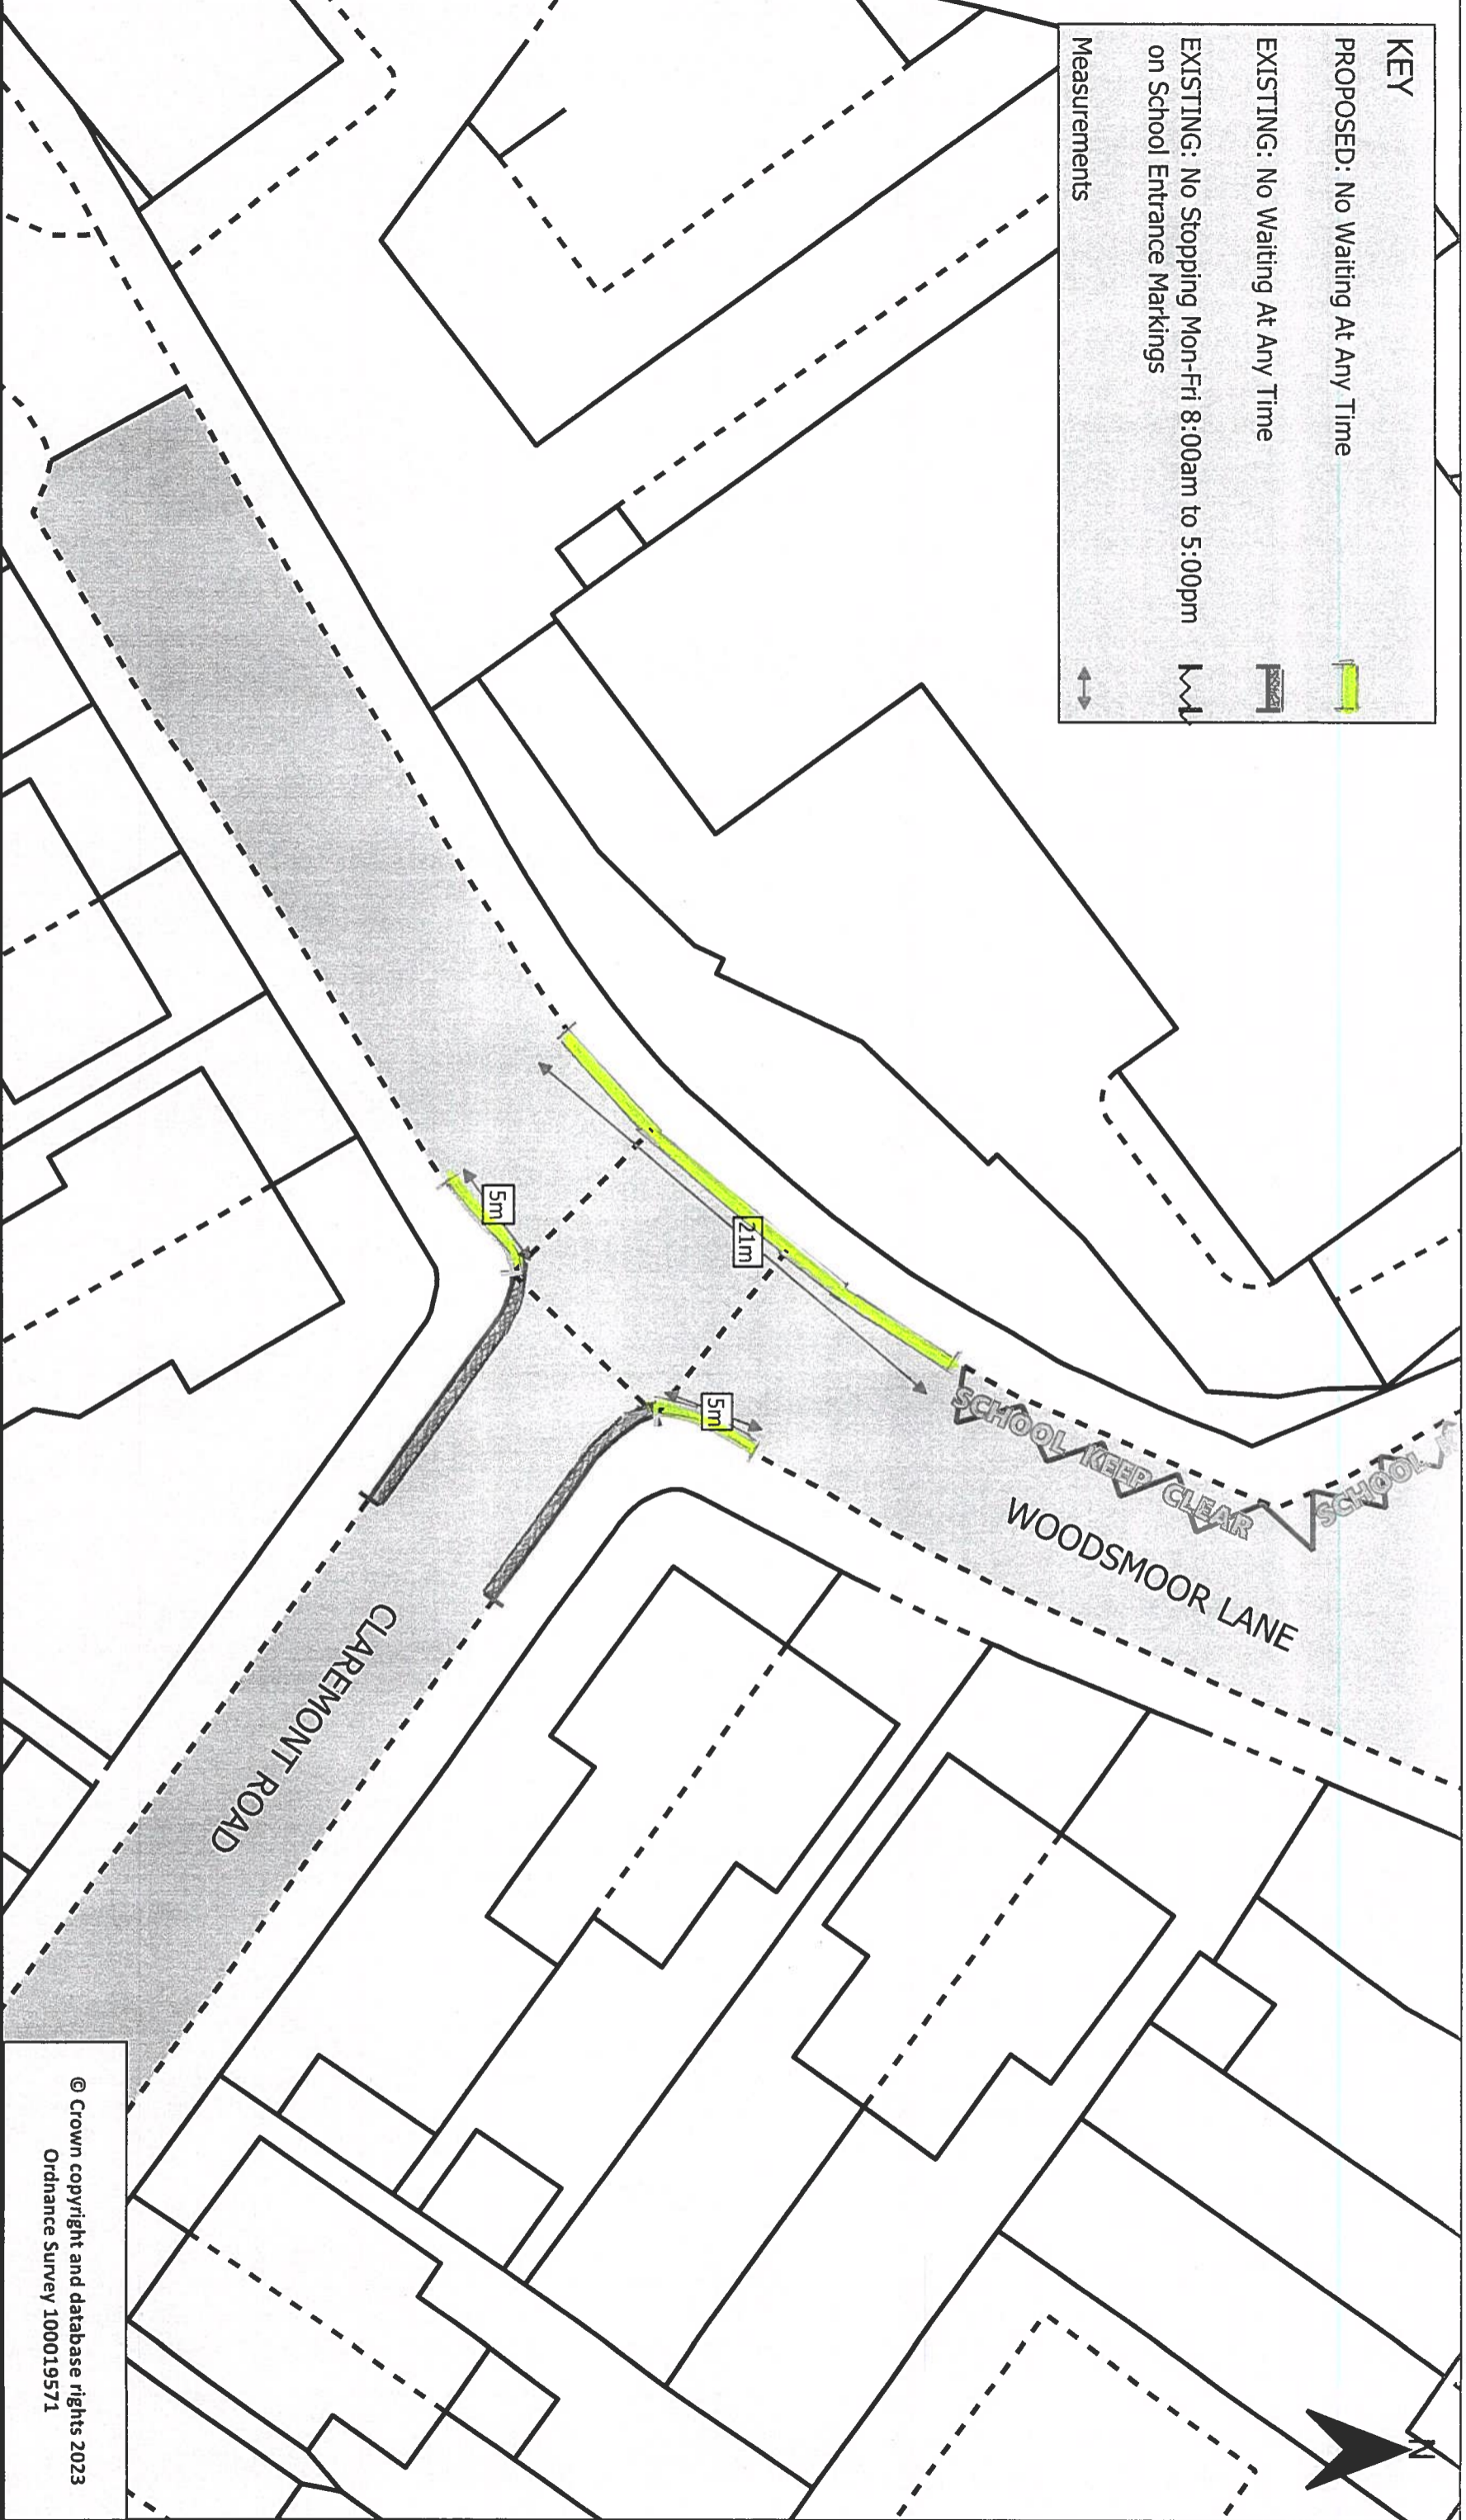 KEY
PROPOSED: No Waiting At Any Time
EXISTING: No Waiting At Any Time
EXISTING: No Stopping Mon-Fri 8:00am to 5:00pm
on School Entrance Markings
Measurements
SCHOOL KEEP CLEAR
SCHOOL
WOODSMOOR LANE
21m
5m
5m
CLAREMONT ROAD
N
© Crown copyright and database rights 2023
Ordnance Survey 100019571